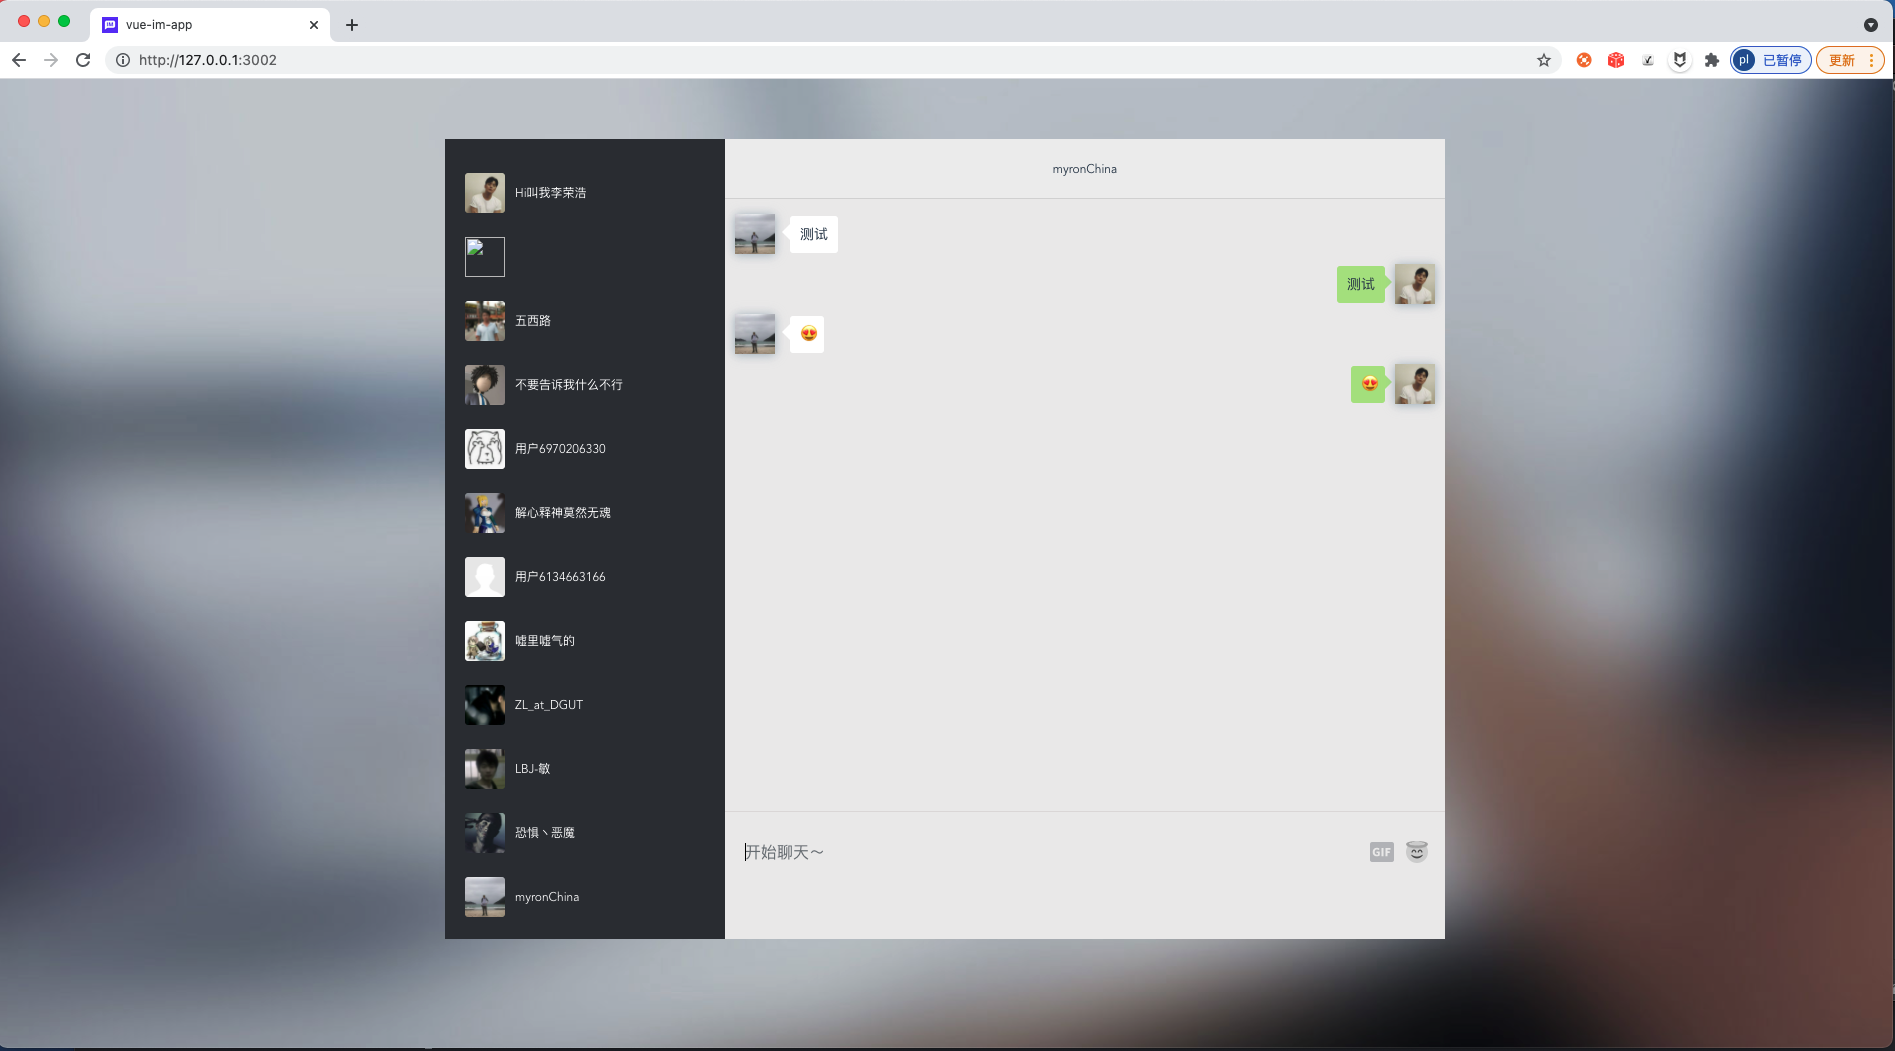 vue-im-app
http://127.0.0.1:3002
pl 已暂停
更新
Hi叫我李荣浩
五西路
不要告诉我什么不行
用户6970206330
解心释神莫然无魂
用户6134663166
嘘里嘘气的
ZL_at_DGUT
LBJ-敏
恐惧丶恶魔
myronChina
myronChina
测试
测试
😍
😍
开始聊天～
GIF